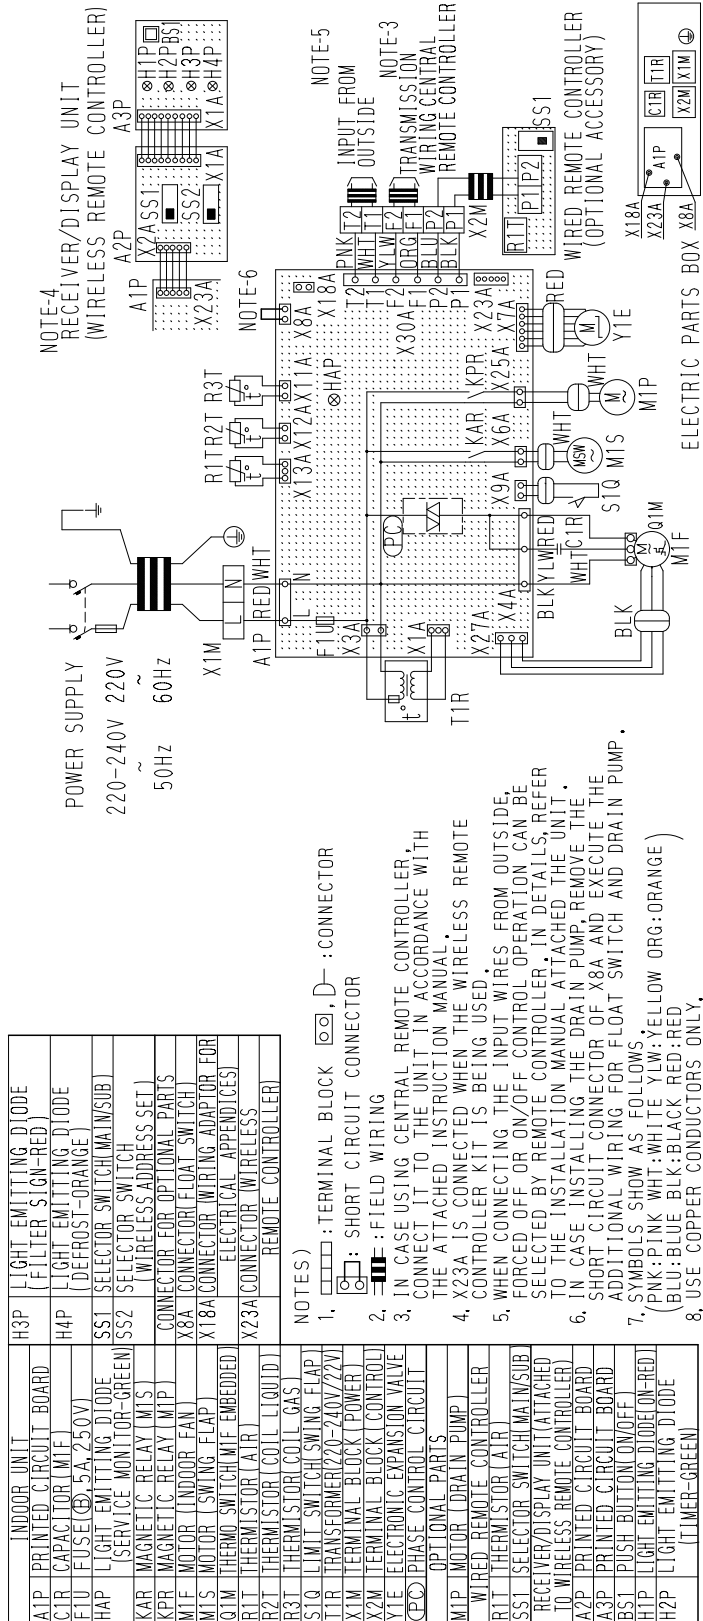 INDOOR UNIT
A1P PRINTED CIRCUIT BOARD
C1R CAPACITOR(M1F)
F1U FUSE(Ⓑ,5A,250V)
HAP LIGHT EMITTING DIODE
(SERVICE MONITOR-GREEN)
KAR MAGNETIC RELAY(M1S)
KPR MAGNETIC RELAY(M1P)
M1F MOTOR (INDOOR FAN)
M1S MOTOR (SWING FLAP)
Q1M THERMO SWITCH(M1F EMBEDDED)
R1T THERMISTOR(AIR)
R2T THERMISTOR(COIL LIQUID)
R3T THERMISTOR(COIL GAS)
S1Q LIMIT SWITCH(SWING FLAP)
T1R TRANSFORMER(220-240V/22V)
X1M TERMINAL BLOCK(POWER)
X2M TERMINAL BLOCK(CONTROL)
Y1E ELECTRONIC EXPANSION VALVE
PC PHASE CONTROL CIRCUIT
OPTIONAL PARTS
M1P MOTOR(DRAIN PUMP)
WIRED REMOTE CONTROLLER
R1T THERMISTOR(AIR)
SS1 SELECTOR SWITCH(MAIN/SUB)
RECEIVER/DISPLAY UNIT(ATTACHED
TO WIRELESS REMOTE CONTROLLER)
A2P PRINTED CIRCUIT BOARD
A3P PRINTED CIRCUIT BOARD
BS1 PUSH BUTTON(ON/OFF)
H1P LIGHT EMITTING DIODE(ON-RED)
H2P LIGHT EMITTING DIODE
(TIMER-GREEN)
H3P LIGHT EMITTING DIODE
(FILTER SIGN-RED)
H4P LIGHT EMITTING DIODE
(DEFROST-ORANGE)
SS1 SELECTOR SWITCH(MAIN/SUB)
SS2 SELECTOR SWITCH
(WIRELESS ADDRESS SET)
CONNECTOR FOR OPTIONAL PARTS
X8A CONNECTOR(FLOAT SWITCH)
X18A CONNECTOR(WIRING ADAPTOR FOR
ELECTRICAL APPENDICES)
X23A CONNECTOR(WIRELESS
REMOTE CONTROLLER)
NOTES)
1. :TERMINAL BLOCK , :CONNECTOR
: SHORT CIRCUIT CONNECTOR
2. :FIELD WIRING
3. IN CASE USING CENTRAL REMOTE CONTROLLER,
CONNECT IT TO THE UNIT IN ACCORDANCE WITH
THE ATTACHED INSTRUCTION MANUAL.
4. X23A IS CONNECTED WHEN THE WIRELESS REMOTE
CONTROLLER KIT IS BEING USED.
5. WHEN CONNECTING THE INPUT WIRES FROM OUTSIDE,
FORCED OFF OR ON/OFF CONTROL OPERATION CAN BE
SELECTED BY REMOTE CONTROLLER. IN DETAILS, REFER
TO THE INSTALLATION MANUAL ATTACHED THE UNIT.
6. IN CASE INSTALLING THE DRAIN PUMP, REMOVE THE
SHORT CIRCUIT CONNECTOR OF X8A AND EXECUTE THE
ADDITIONAL WIRING FOR FLOAT SWITCH AND DRAIN PUMP.
7. SYMBOLS SHOW AS FOLLOWS.
(PNK:PINK WHT:WHITE YLW:YELLOW ORG:ORANGE
BLU:BLUE BLK:BLACK RED:RED)
8. USE COPPER CONDUCTORS ONLY.
POWER SUPPLY
220-240V 220V
~ ~
50Hz 60Hz
X1M
L N
A1P RED WHT
L N
F1U
X3A
X1A
t°
T1R
X27A
X4A
BLK YLW RED
WHT C1R
BLK
M
~
Q1M
M1F
PC
R1T R2T R3T
t° t° t°
X13A X12A X11A
HAP
NOTE-6
X8A
X18A
X9A
S1Q
KAR
X6A
WHT
MSW
~
M1S
KPR
X25A
WHT
M
~
M1P
X7A
RED
M
Y1E
X23A
X30A
T2 T1 F2 F1 P2 P1
PNK WHT YLW ORG BLU BLK
T2 T1 F2 F1 P2 P1
X2M
NOTE-5
INPUT FROM
OUTSIDE
NOTE-3
TRANSMISSION
WIRING CENTRAL
REMOTE CONTROLLER
R1T
P1 P2
SS1
WIRED REMOTE CONTROLLER
(OPTIONAL ACCESSORY)
NOTE-4
RECEIVER/DISPLAY UNIT
(WIRELESS REMOTE CONTROLLER)
A1P
X23A
A2P
X2A
SS1
SS2
X1A
A3P
X1A
BS1
H1P
H2P
H3P
H4P
ELECTRIC PARTS BOX
X18A
X23A
X8A
A1P
C1R T1R
X2M X1M